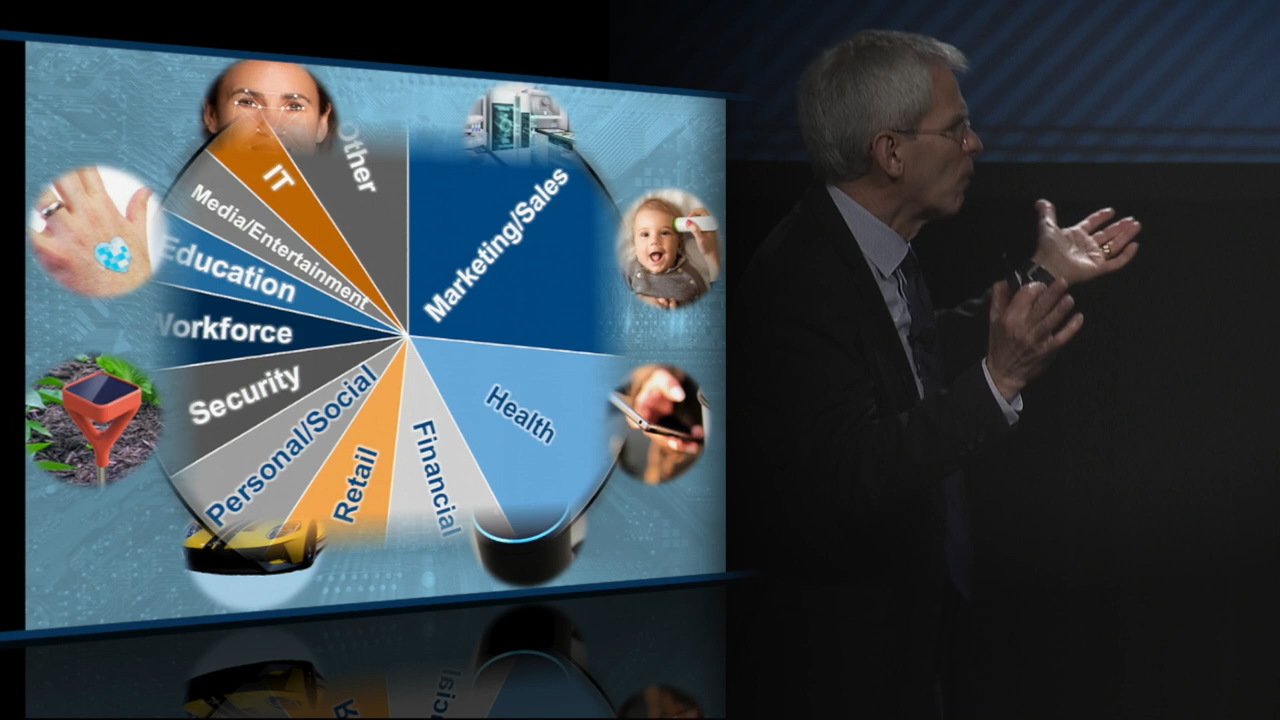 Other
IT
Marketing/Sales
Media/Entertainment
Education
Workforce
Security
Personal/Social
Retail
Financial
Health